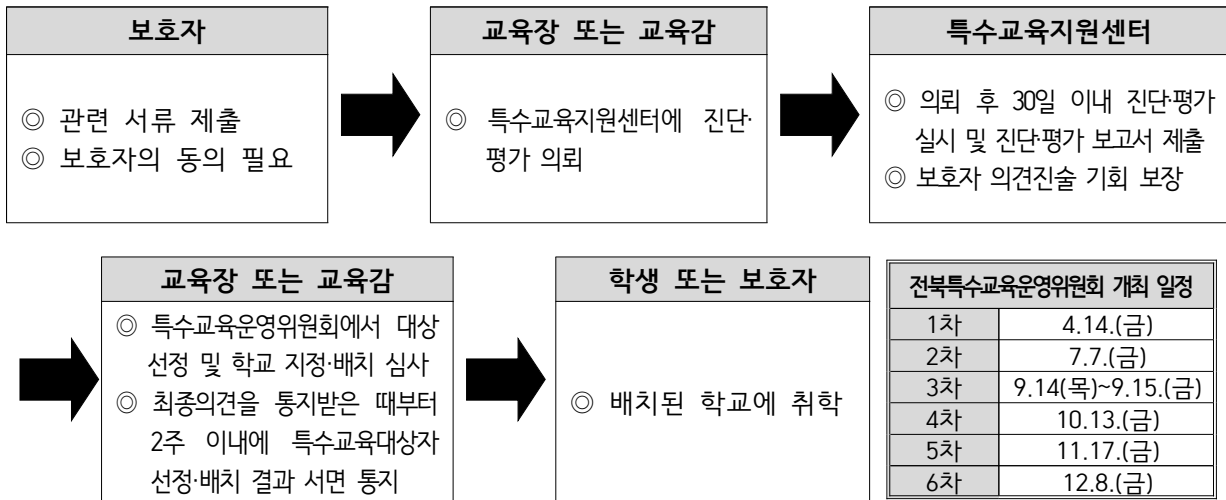 보호자
◎ 관련 서류 제출
◎ 보호자의 동의 필요
교육장 또는 교육감
◎ 특수교육지원센터에 진단·
평가 의뢰
특수교육지원센터
◎ 의뢰 후 30일 이내 진단·평가
실시 및 진단·평가 보고서 제출
◎ 보호자 의견진술 기회 보장
교육장 또는 교육감
◎ 특수교육운영위원회에서 대상
선정 및 학교 지정·배치 심사
◎ 최종의견을 통지받은 때부터
2주 이내에 특수교육대상자
선정·배치 결과 서면 통지
학생 또는 보호자
◎ 배치된 학교에 취학
전북특수교육운영위원회 개최 일정
1차 4.14.(금)
2차 7.7.(금)
3차 9.14(목)~9.15.(금)
4차 10.13.(금)
5차 11.17.(금)
6차 12.8.(금)